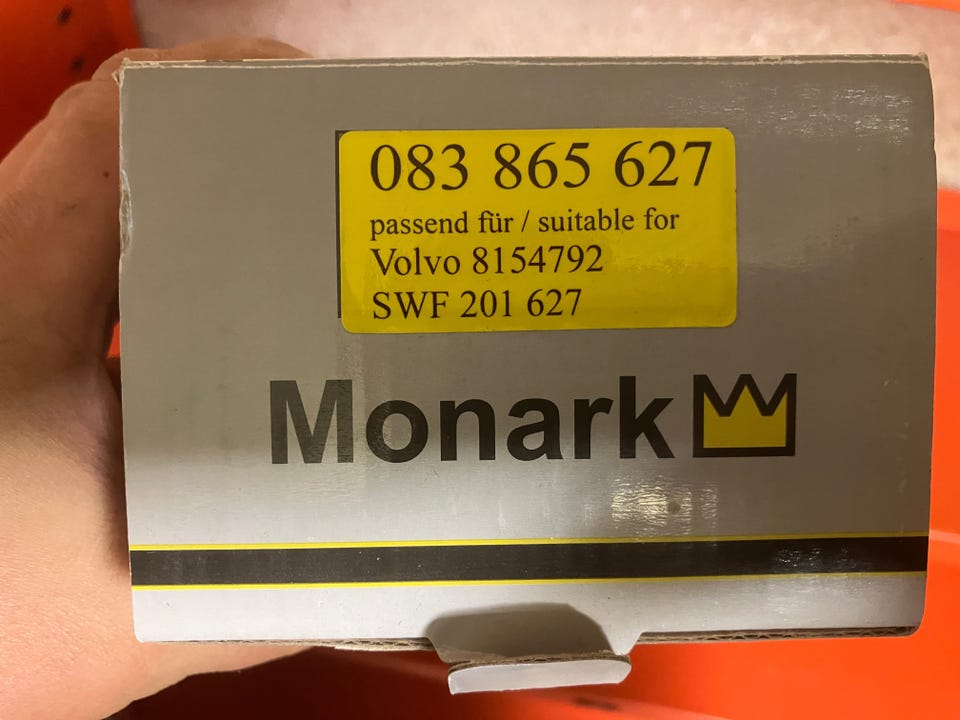 083 865 627
passend für / suitable for
Volvo 8154792
SWF 201 627
Monark